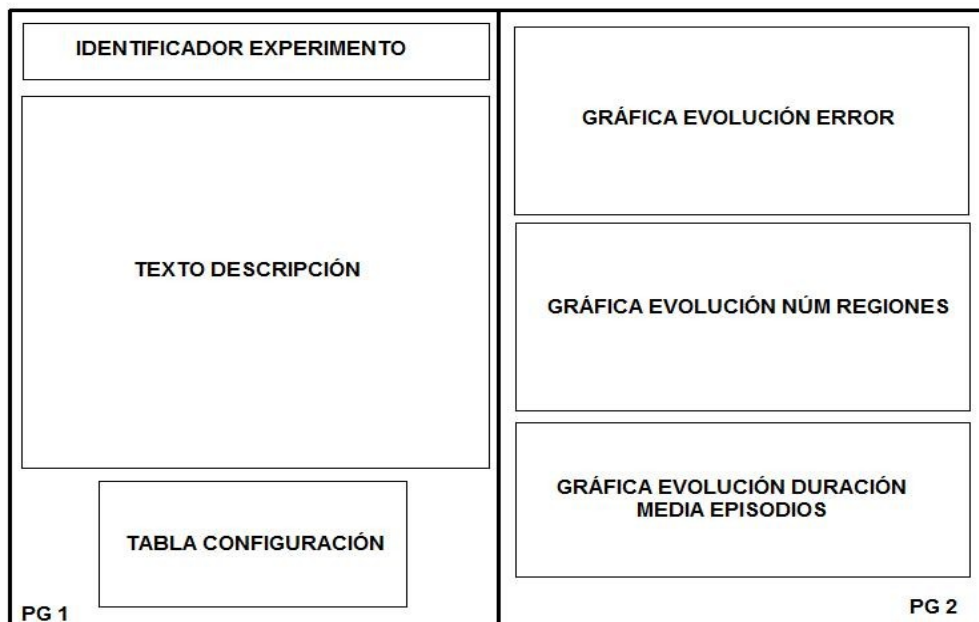 IDENTIFICADOR EXPERIMENTO
TEXTO DESCRIPCIÓN
TABLA CONFIGURACIÓN
PG 1
GRÁFICA EVOLUCIÓN ERROR
GRÁFICA EVOLUCIÓN NÚM REGIONES
GRÁFICA EVOLUCIÓN DURACIÓN
MEDIA EPISODIOS
PG 2